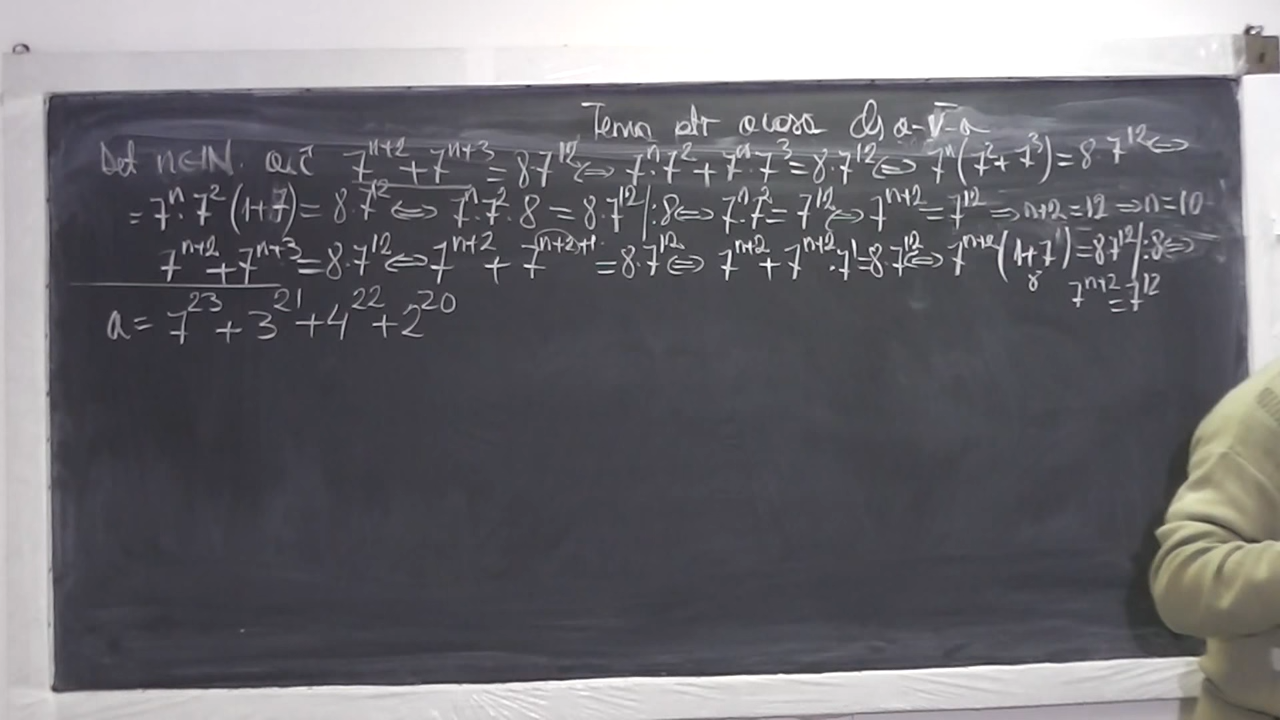 Tema ptr acasa cls a-V-a
Det n∈ℕ. a.î 7^{n+2} + 7^{n+3} = 8·7^{12} ⇔ 7^n·7^2 + 7^n·7^3 = 8·7^{12} ⇔ 7^n(7^2 + 7^3) = 8·7^{12} ⇔
= 7^n·7^2(1+7) = 8·7^{12} ⇔ 7^n·7^2·8 = 8·7^{12} |:8 ⇔ 7^n·7^2 = 7^{12} ⇔ 7^{n+2} = 7^{12} ⇒ n+2=12 ⇒ n=10
7^{n+2} + 7^{n+3} = 8·7^{12} ⇔ 7^{n+2} + 7^{(n+2)+1} = 8·7^{12} ⇔ 7^{n+2} + 7^{n+2}·7^1 = 8·7^{12} ⇔ 7^{n+2}(1+7^1) = 8·7^{12} |:8 ⇔
8
7^{n+2} = 7^{12}
a = 7^{23} + 3^{21} + 4^{22} + 2^{20}